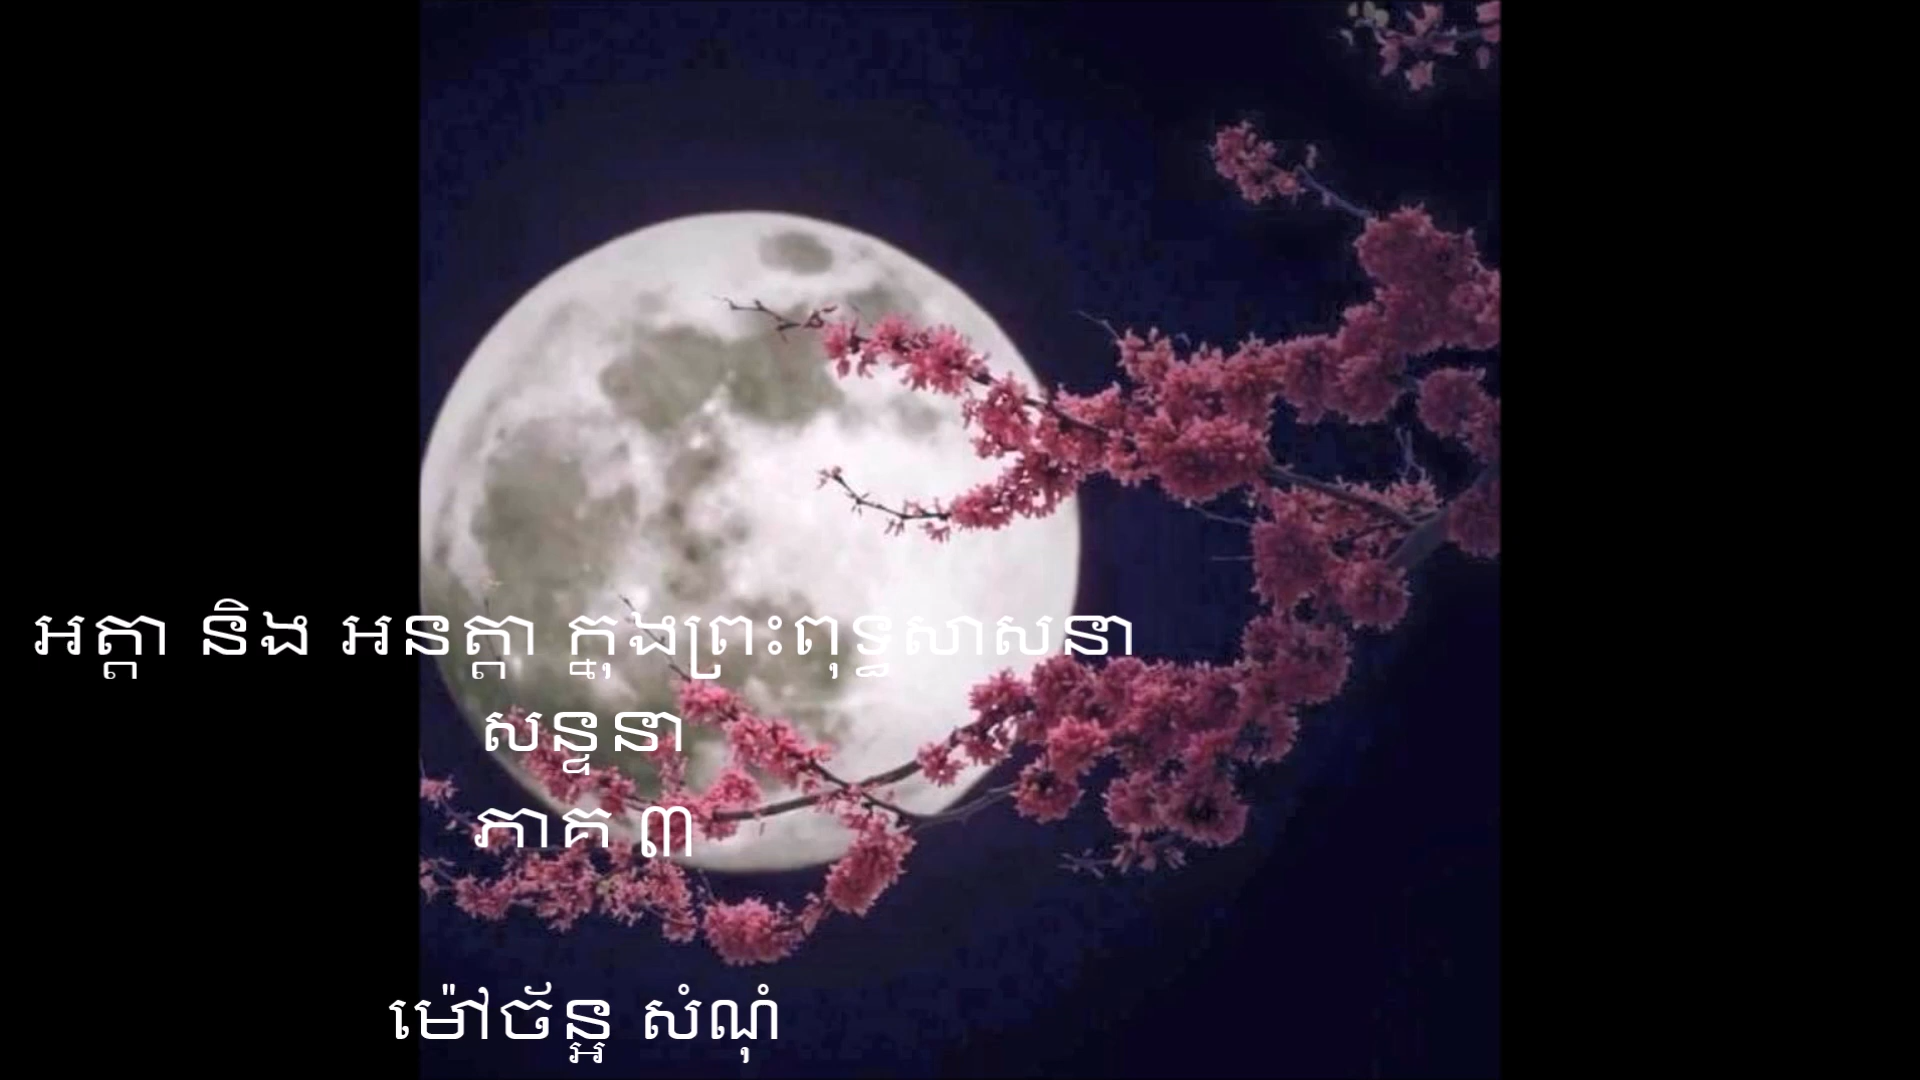 អត្តា និង អនត្តា ក្នុងព្រះពុទ្ធសាសនា
សន្ទនា
ភាគ ៣
ម៉ៅច័ន្អ សំណុំ